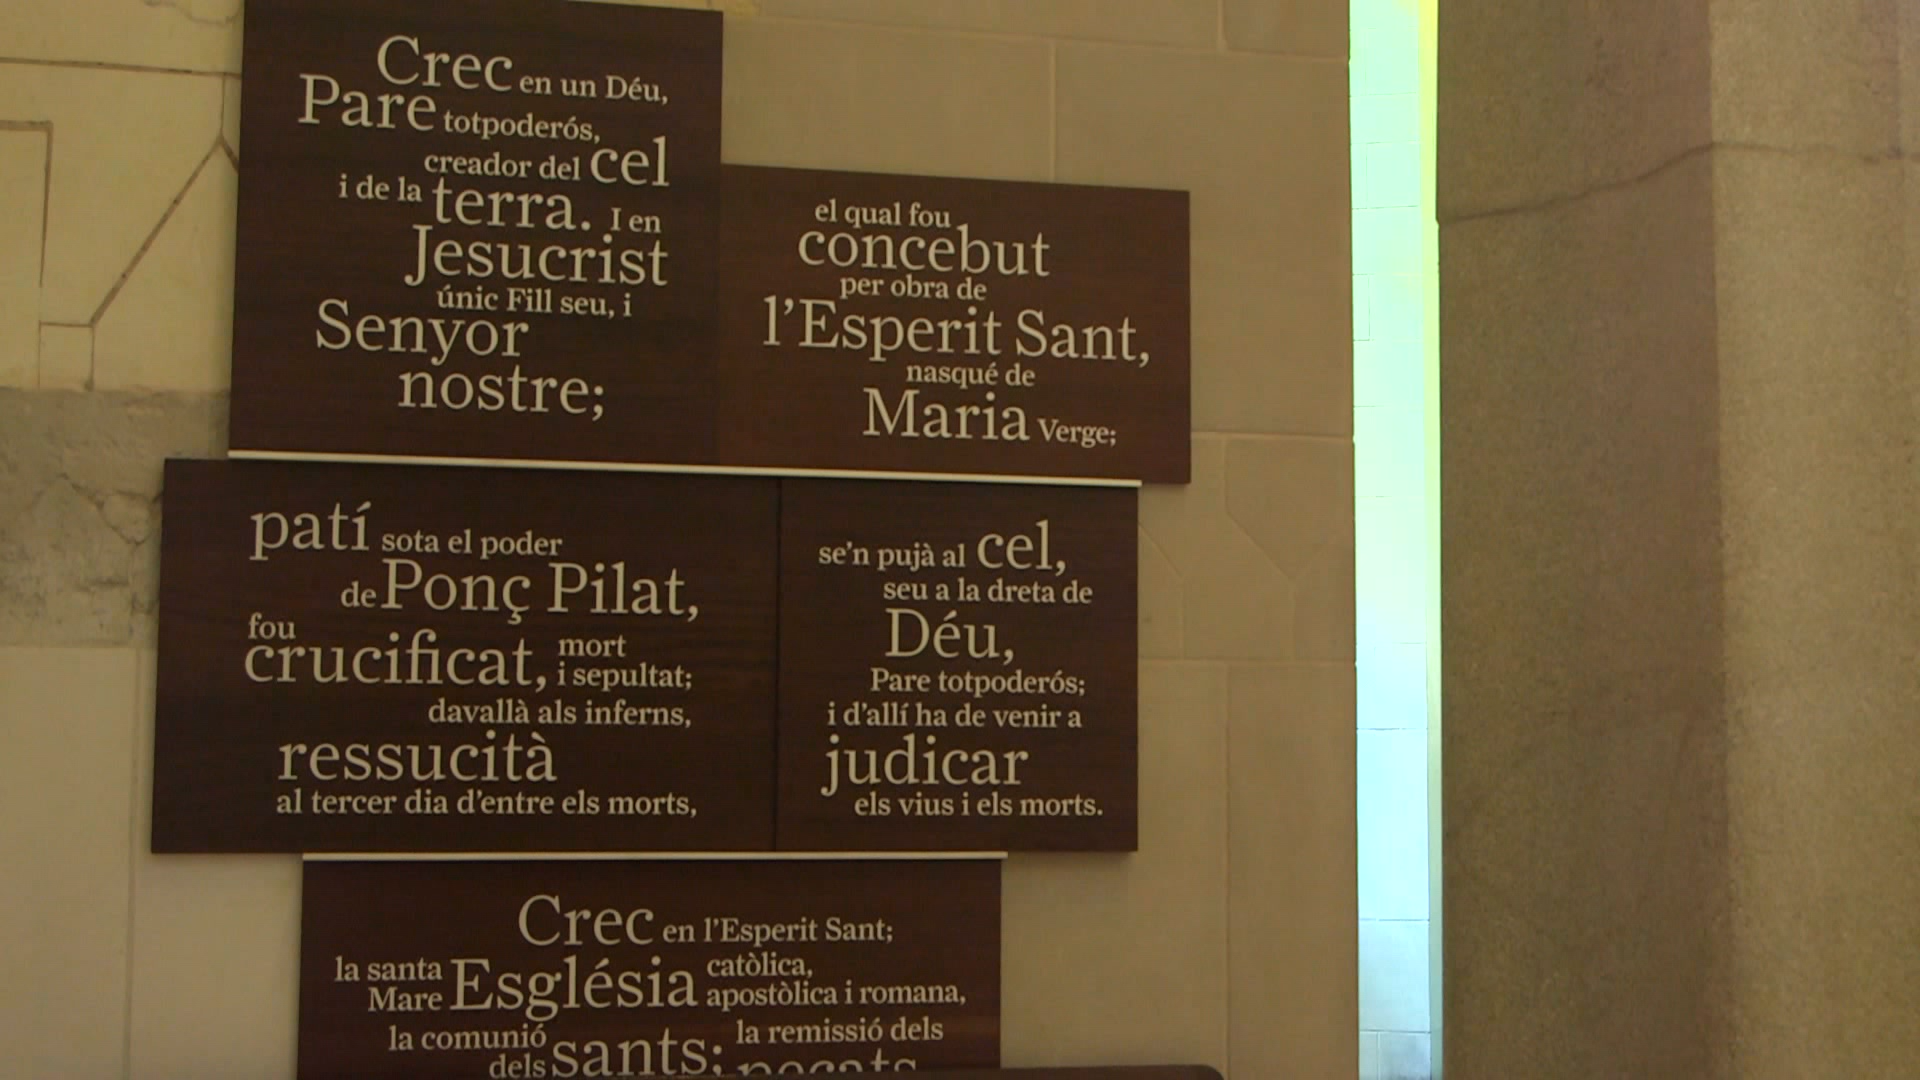 Crec en un Déu,
Pare totpoderós,
creador del cel
i de la terra. I en
Jesucrist
únic Fill seu, i
Senyor
nostre;
el qual fou
concebut
per obra de
l'Esperit Sant,
nasqué de
Maria Verge;
patí sota el poder
de Ponç Pilat,
fou
crucificat, mort
i sepultat;
davallà als inferns,
ressucità
al tercer dia d'entre els morts,
se'n pujà al cel,
seu a la dreta de
Déu,
Pare totpoderós;
i d'allí ha de venir a
judicar
els vius i els morts.
Crec en l'Esperit Sant;
la santa
Mare Església catòlica,
apostòlica i romana,
la comunió
dels sants; la remissió dels
pecats